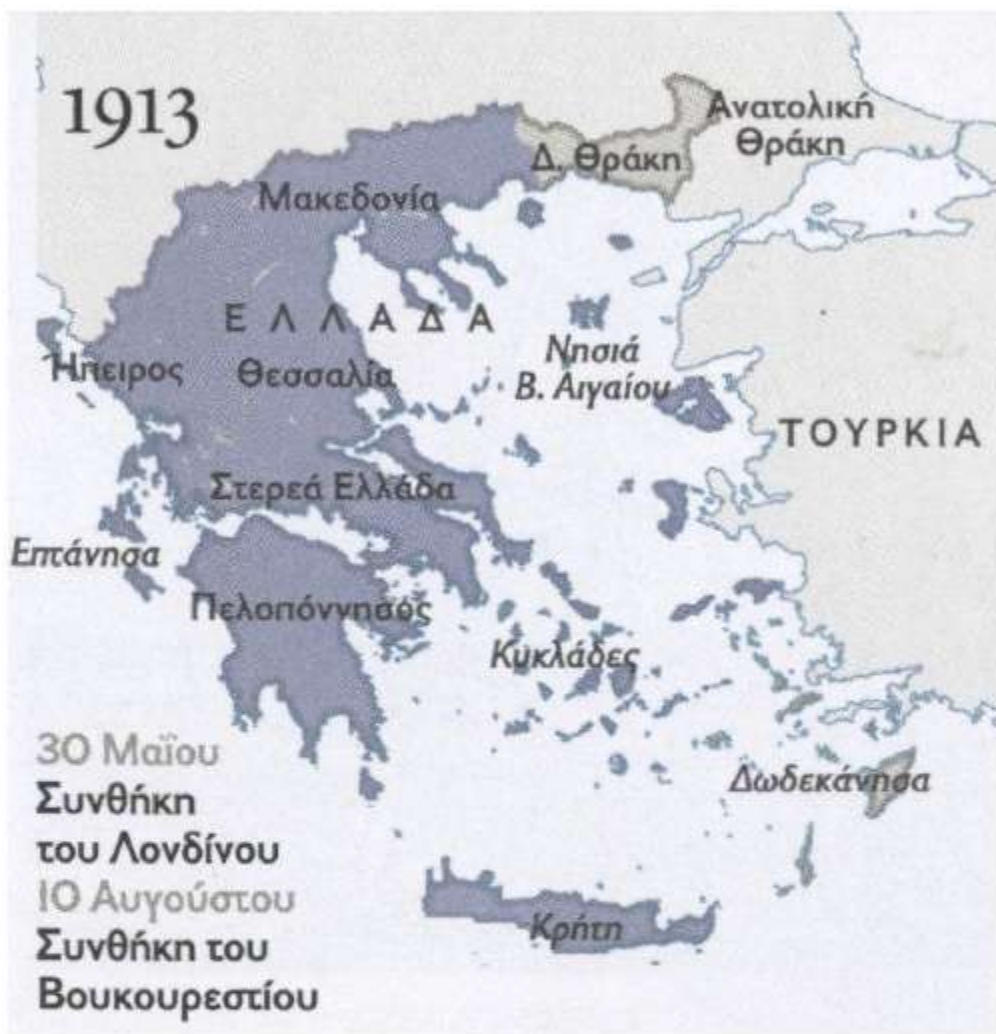 1913
Ανατολική
Θράκη
Δ. Θράκη
Μακεδονία
ΕΛΛΑΔΑ
Νησιά
Β. Αιγαίου
Ήπειρος
Θεσσαλία
ΤΟΥΡΚΙΑ
Στερεά Ελλάδα
Επτάνησα
Πελοπόννησος
Κυκλάδες
Δωδεκάνησα
Κρήτη
30 Μαΐου
Συνθήκη
του Λονδίνου
10 Αυγούστου
Συνθήκη του
Βουκουρεστίου